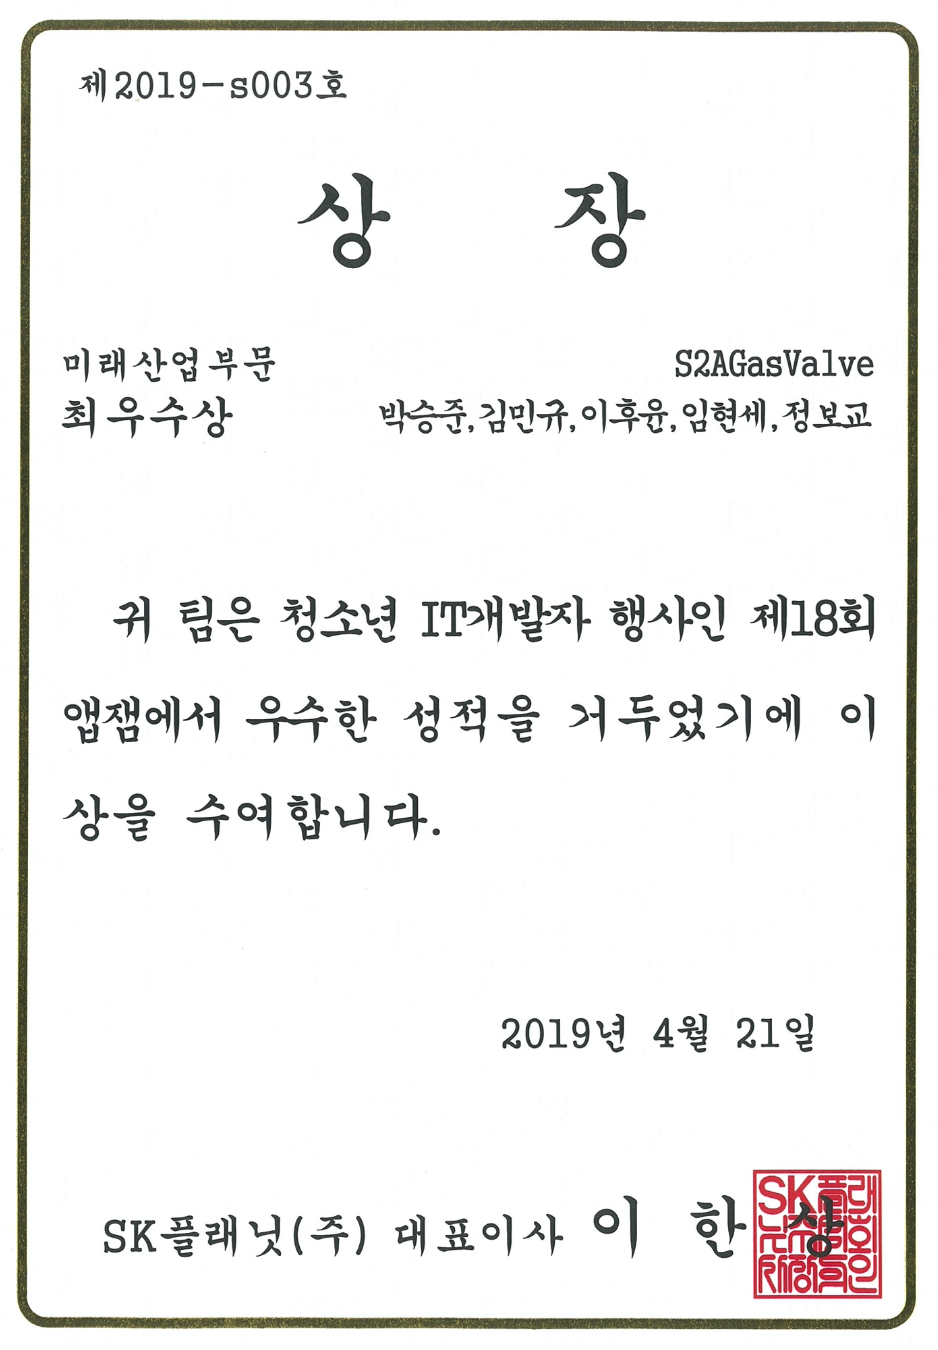 제2019-s003호
상 장
미래산업부문 S2AGasValve
최우수상 박승준,김민규,이후윤,임현세,정보교
귀 팀은 청소년 IT개발자 행사인 제18회
앱잼에서 우수한 성적을 거두었기에 이
상을 수여합니다.
2019년 4월 21일
SK플래닛(주) 대표이사 이 한 상